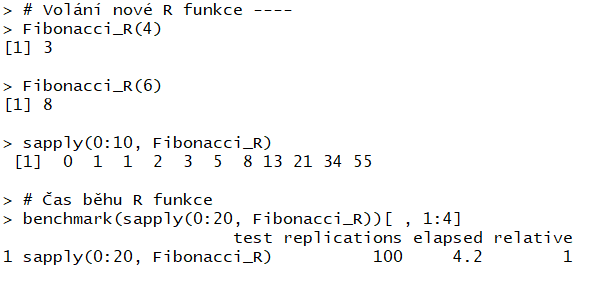 > # Volání nové R funkce ----
> Fibonacci_R(4)
[1] 3
> Fibonacci_R(6)
[1] 8
> sapply(0:10, Fibonacci_R)
[1]  0  1  1  2  3  5  8 13 21 34 55
> # Čas běhu R funkce
> benchmark(sapply(0:20, Fibonacci_R))[ , 1:4]
test replications elapsed relative
1 sapply(0:20, Fibonacci_R)          100     4.2        1